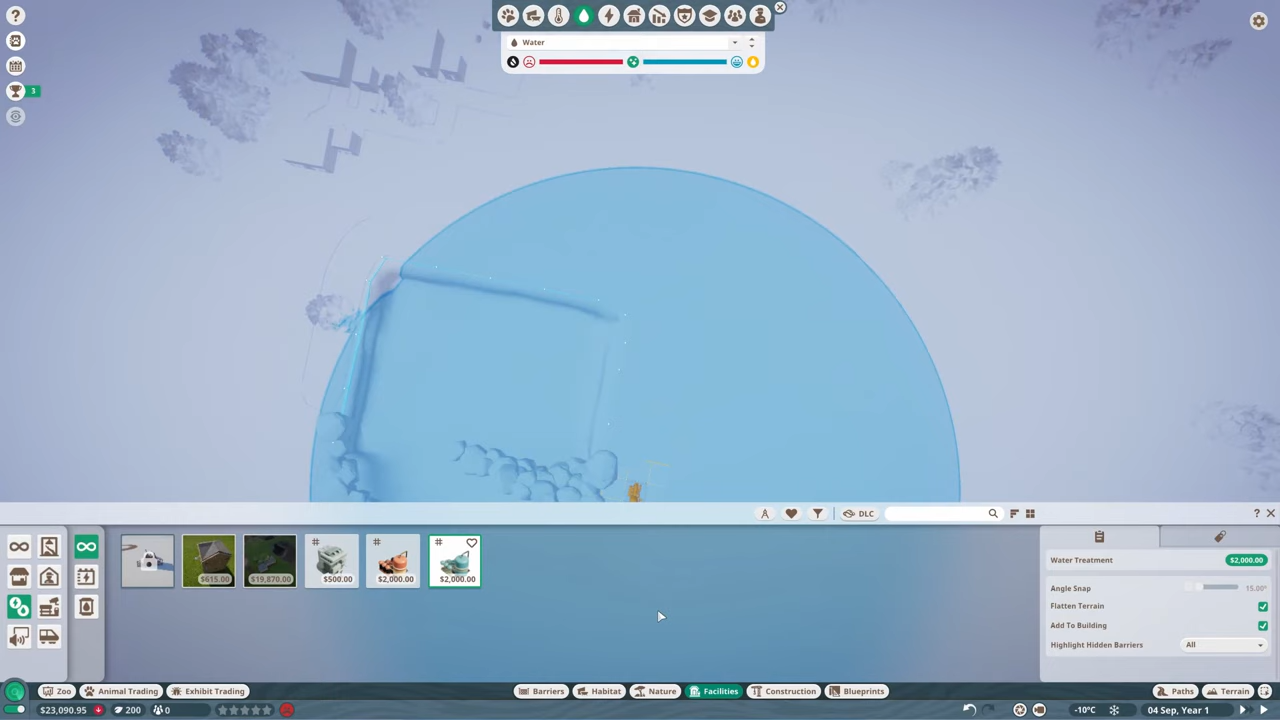 ?
Water
3
DLC
?
$615.00
$19,870.00
$500.00
$2,000.00
$2,000.00
Water Treatment
$2,000.00
Angle Snap
15.00°
Flatten Terrain
Add To Building
Highlight Hidden Barriers
All
Zoo
Animal Trading
Exhibit Trading
Barriers
Habitat
Nature
Facilities
Construction
Blueprints
Paths
Terrain
$23,090.95
200
0
-10°C
04 Sep, Year 1